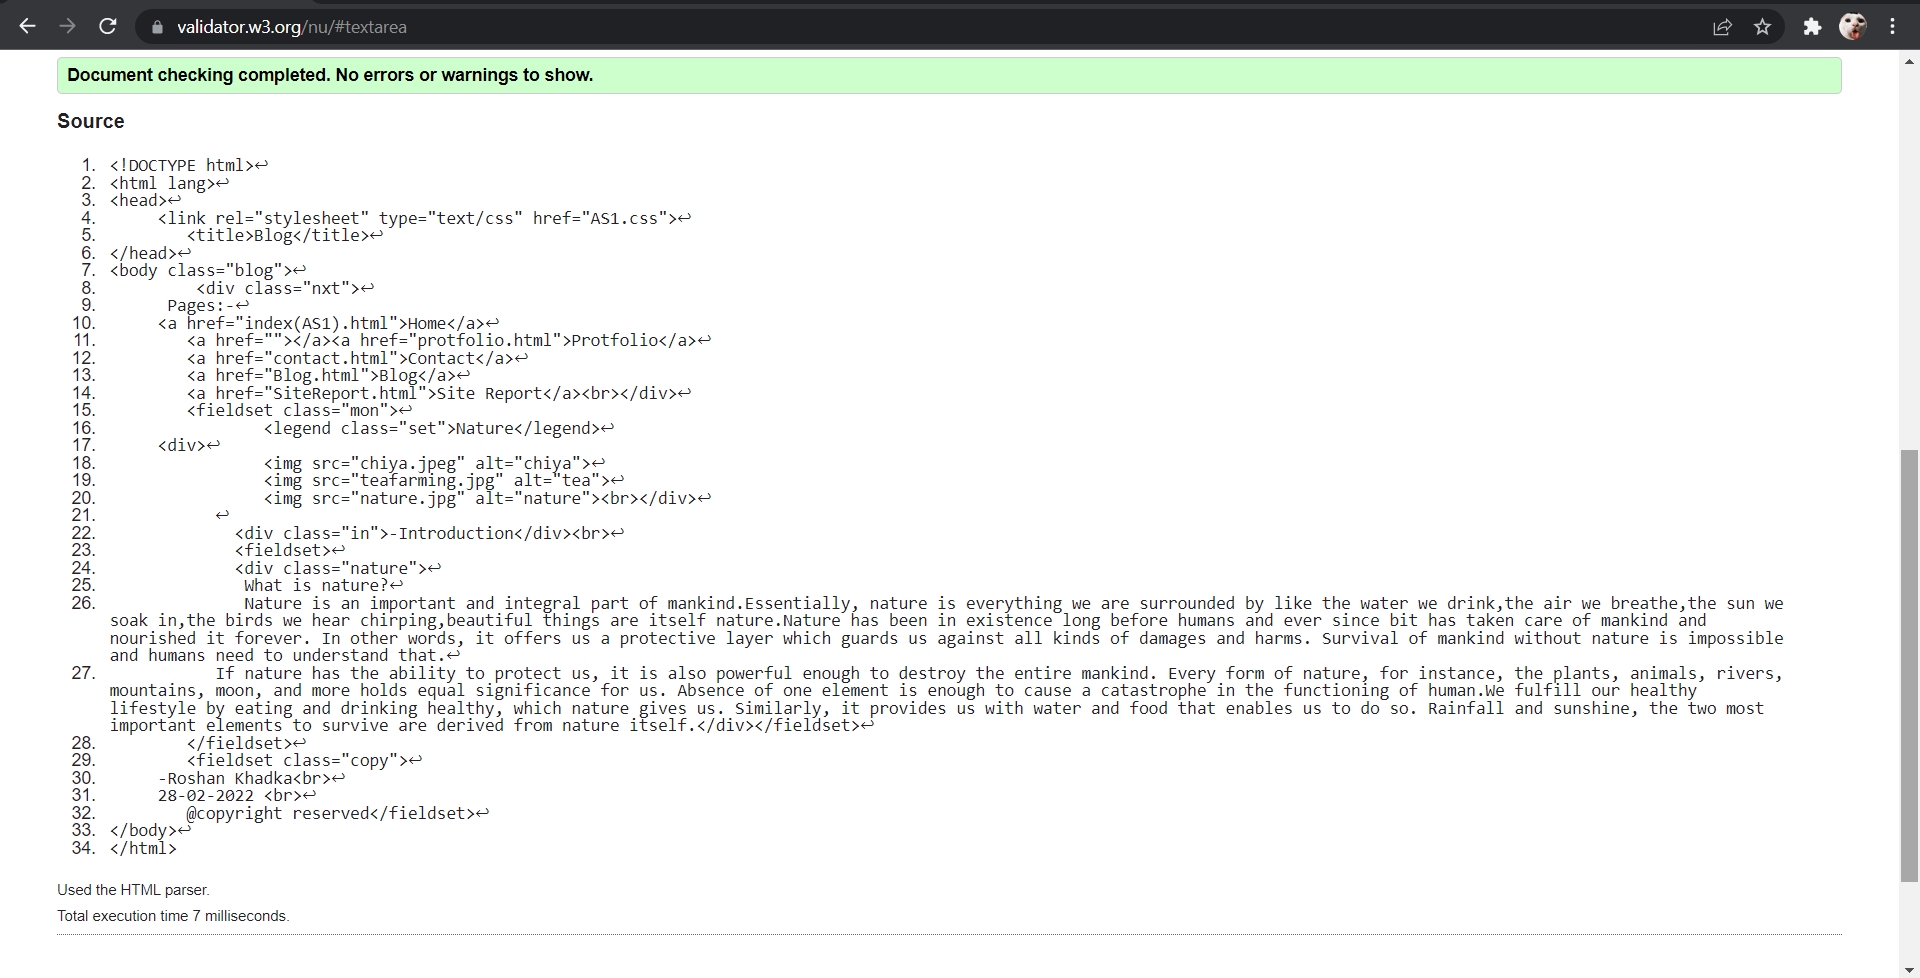 validator.w3.org/nu/#textarea
Document checking completed. No errors or warnings to show.
Source
1. <!DOCTYPE html>↩
2. <html lang>↩
3. <head>↩
4. <link rel="stylesheet" type="text/css" href="AS1.css">↩
5. <title>Blog</title>↩
6. </head>↩
7. <body class="blog">↩
8. <div class="nxt">↩
9. Pages:-↩
10. <a href="index(AS1).html">Home</a>↩
11. <a href=""></a><a href="protfolio.html">Protfolio</a>↩
12. <a href="contact.html">Contact</a>↩
13. <a href="Blog.html">Blog</a>↩
14. <a href="SiteReport.html">Site Report</a><br></div>↩
15. <fieldset class="mon">↩
16. <legend class="set">Nature</legend>↩
17. <div>↩
18. <img src="chiya.jpeg" alt="chiya">↩
19. <img src="teafarming.jpg" alt="tea">↩
20. <img src="nature.jpg" alt="nature"><br></div>↩
21. ↩
22. <div class="in">-Introduction</div><br>↩
23. <fieldset>↩
24. <div class="nature">↩
25. What is nature?↩
26. Nature is an important and integral part of mankind.Essentially, nature is everything we are surrounded by like the water we drink,the air we breathe,the sun we
soak in,the birds we hear chirping,beautiful things are itself nature.Nature has been in existence long before humans and ever since bit has taken care of mankind and
nourished it forever. In other words, it offers us a protective layer which guards us against all kinds of damages and harms. Survival of mankind without nature is impossible
and humans need to understand that.↩
27. If nature has the ability to protect us, it is also powerful enough to destroy the entire mankind. Every form of nature, for instance, the plants, animals, rivers,
mountains, moon, and more holds equal significance for us. Absence of one element is enough to cause a catastrophe in the functioning of human.We fulfill our healthy
lifestyle by eating and drinking healthy, which nature gives us. Similarly, it provides us with water and food that enables us to do so. Rainfall and sunshine, the two most
important elements to survive are derived from nature itself.</div></fieldset>↩
28. </fieldset>↩
29. <fieldset class="copy">↩
30. -Roshan Khadka<br>↩
31. 28-02-2022 <br>↩
32. @copyright reserved</fieldset>↩
33. </body>↩
34. </html>
Used the HTML parser.
Total execution time 7 milliseconds.